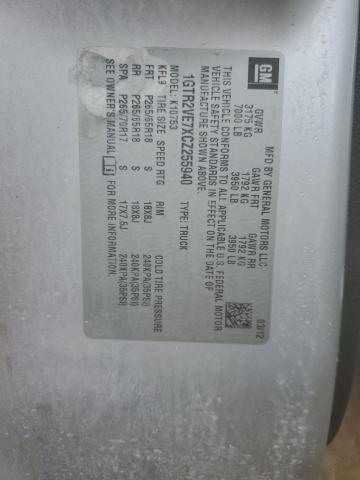 GM
MFD BY GENERAL MOTORS LLC
03/12
GVWR GAWR FRT GAWR RR
3175 KG 1792 KG 1792 KG
7000 LB 3950 LB 3950 LB
THIS VEHICLE CONFORMS TO ALL APPLICABLE U.S. FEDERAL MOTOR
VEHICLE SAFETY STANDARDS IN EFFECT ON THE DATE OF
MANUFACTURE SHOWN ABOVE.
1GTR2VE7XCZ255940 TYPE: TRUCK
MODEL: K10753
KFL9 TIRE SIZE SPEED RTG RIM COLD TIRE PRESSURE
FRT P265/65R18 S 18X8J 240KPA(35PSI)
RR P265/65R18 S 18X8J 240KPA(35PSI)
SPA P265/70R17 S 17X7.5J 240KPA(35PSI)
SEE OWNER'S MANUAL FOR MORE INFORMATION